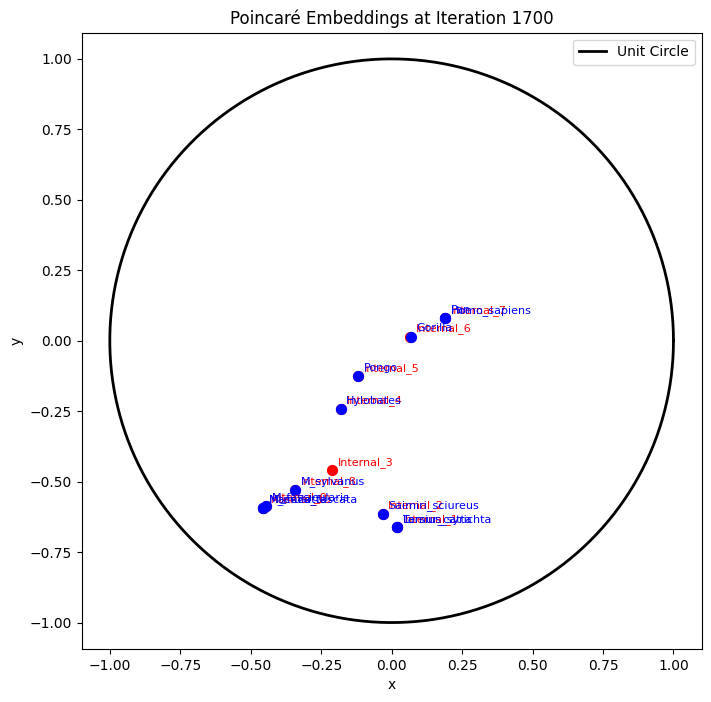 Poincaré Embeddings at Iteration 1700
Unit Circle
1.00
0.75
0.50
0.25
0.00
−0.25
−0.50
−0.75
−1.00
y
Homo_sapiens
Gorilla
Internal_6
Pongo
Internal_5
Hylobates
Internal_3
M_sylvanus
Saimiri_sciureus
Tarsius_syrichta
−1.00
−0.75
−0.50
−0.25
0.00
0.25
0.50
0.75
1.00
x